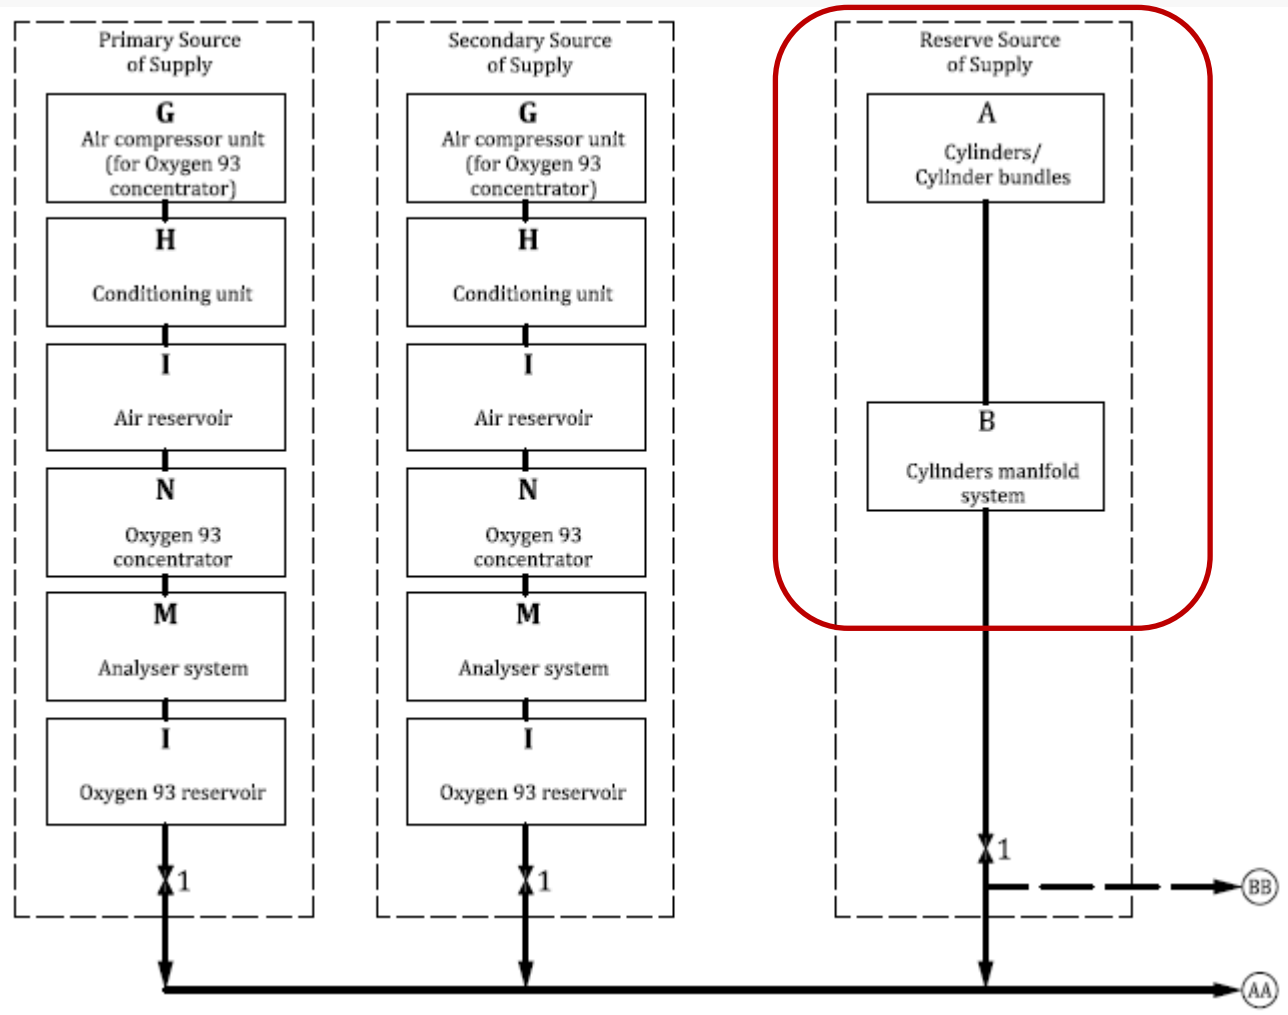 Primary Source
of Supply
G
Air compressor unit
(for Oxygen 93
concentrator)
H
Conditioning unit
I
Air reservoir
N
Oxygen 93
concentrator
M
Analyser system
I
Oxygen 93 reservoir
1
Secondary Source
of Supply
G
Air compressor unit
(for Oxygen 93
concentrator)
H
Conditioning unit
I
Air reservoir
N
Oxygen 93
concentrator
M
Analyser system
I
Oxygen 93 reservoir
1
Reserve Source
of Supply
A
Cylinders/
Cylinder bundles
B
Cylinders manifold
system
1
BB
AA